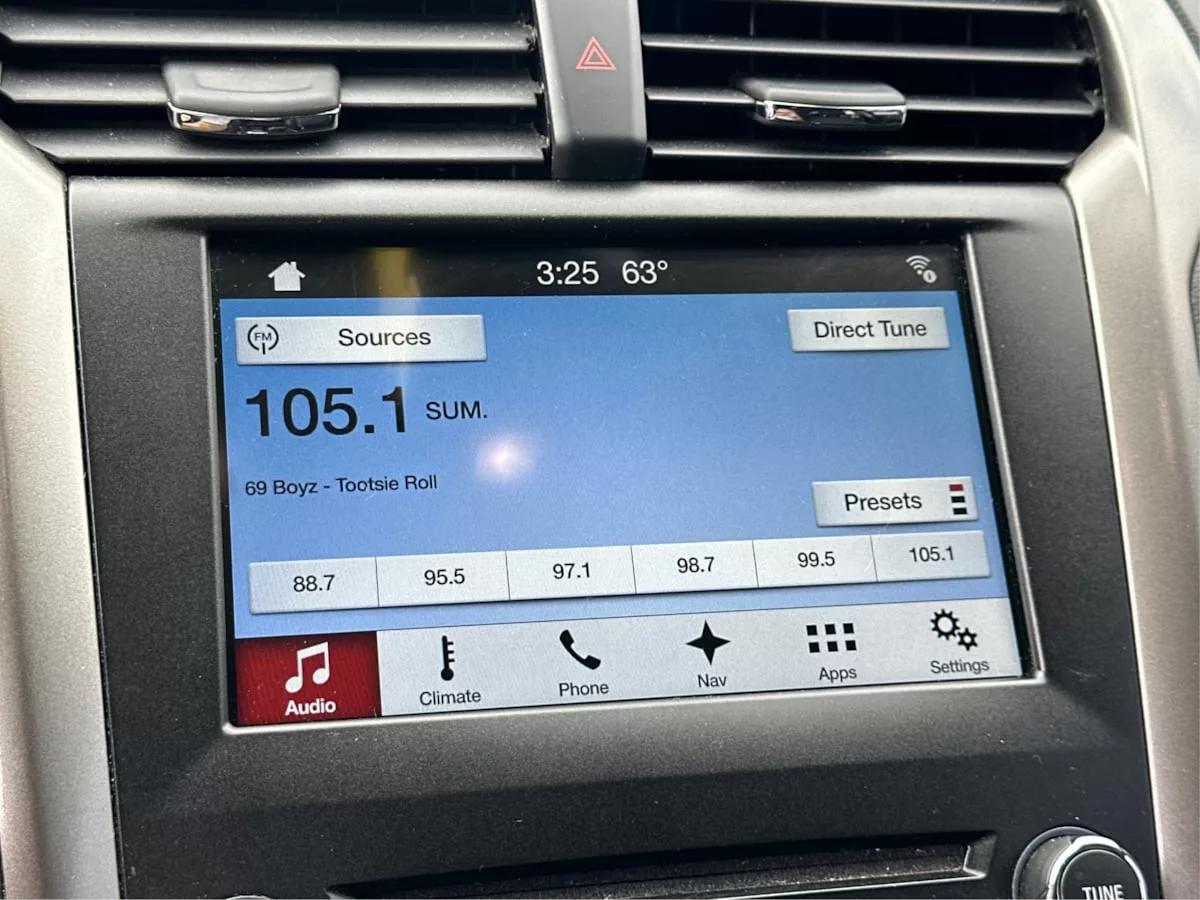 3:25 63°
FM Sources
Direct Tune
105.1 SUM.
69 Boyz - Tootsie Roll
Presets
88.7 95.5 97.1 98.7 99.5 105.1
Audio Climate Phone Nav Apps Settings
TUNE